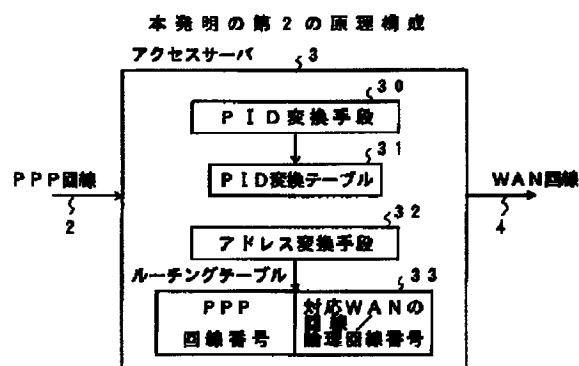 本発明の第2の原理構成
アクセスサーバ
3
30
PID変換手段
31
PID変換テーブル
PPP回線
2
WAN回線
4
32
アドレス変換手段
ルーチングテーブル
33
PPP
回線番号
対応WANの
回線
論理回線番号